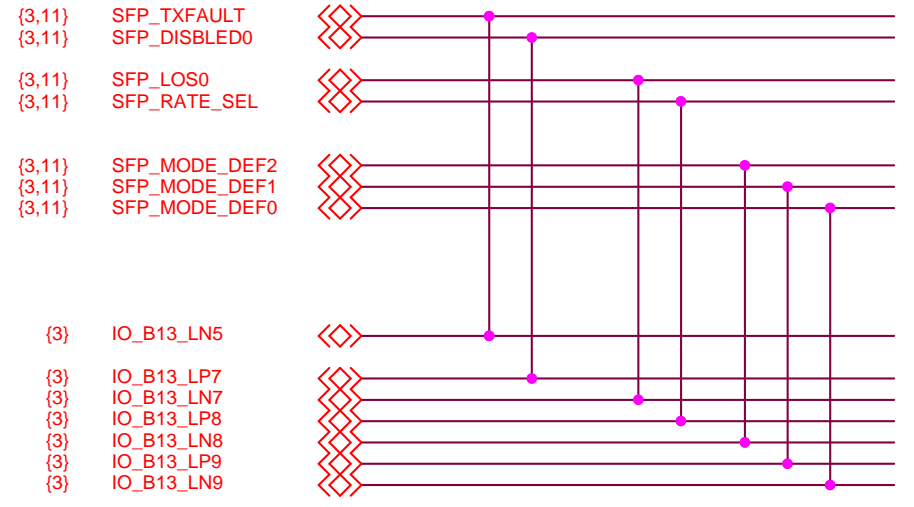 {3,11} SFP_TXFAULT
{3,11} SFP_DISBLED0
{3,11} SFP_LOS0
{3,11} SFP_RATE_SEL
{3,11} SFP_MODE_DEF2
{3,11} SFP_MODE_DEF1
{3,11} SFP_MODE_DEF0
{3} IO_B13_LN5
{3} IO_B13_LP7
{3} IO_B13_LN7
{3} IO_B13_LP8
{3} IO_B13_LN8
{3} IO_B13_LP9
{3} IO_B13_LN9